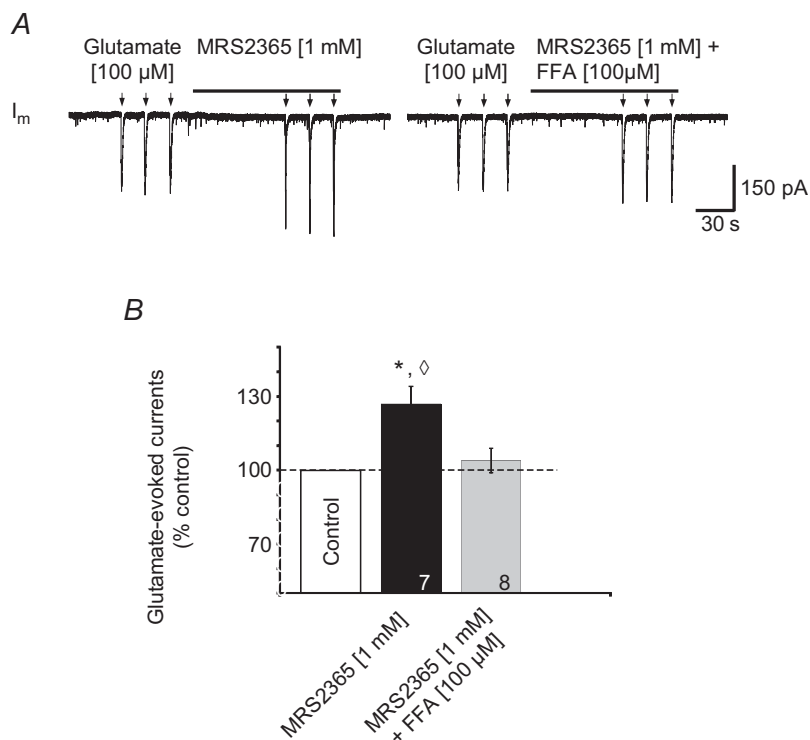 A
Glutamate
[100 µM]
MRS2365 [1 mM]
Glutamate
[100 µM]
MRS2365 [1 mM] +
FFA [100µM]
Im
150 pA
30 s
B
Glutamate-evoked currents
(% control)
130
100
70
*, ◊
Control
7
8
MRS2365 [1 mM]
MRS2365 [1 mM]
+ FFA [100 µM]